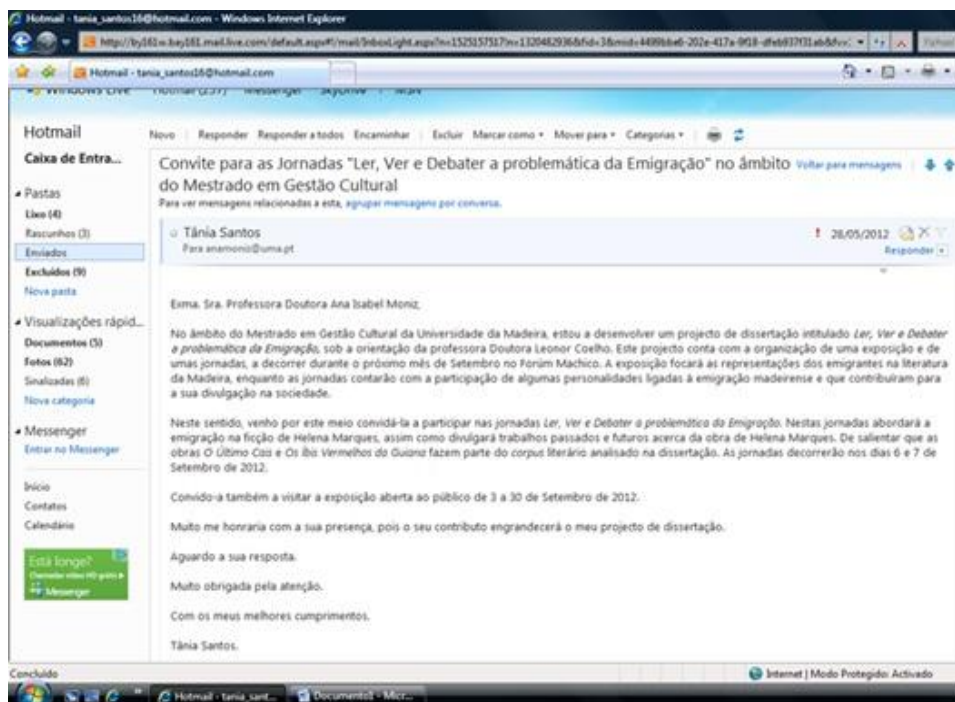 Hotmail - tania_santos16@hotmail.com - Windows Internet Explorer
Hotmail - tania_santos16@hotmail.com
Windows Live Hotmail (237) Messenger SkyDrive MSN
Hotmail
Novo Responder Responder a todos Encaminhar Excluir Marcar como Mover para Categorias
Caixa de Entra...
Convite para as Jornadas "Ler, Ver e Debater a problemática da Emigração" no âmbito Voltar para mensagens
do Mestrado em Gestão Cultural
Para ver mensagens relacionadas a esta, agrupar mensagens por conversa.
Pastas
Lixo (4)
Rascunhos (3)
Enviados
Excluídos (9)
Nova pasta
Tânia Santos
28/05/2012
Para anamoniz@uma.pt
Responder
Visualizações rápid...
Documentos (5)
Fotos (62)
Sinalizadas (6)
Nova categoria
Messenger
Entrar no Messenger
Início
Contatos
Calendário
Está longe?
Messenger
Exma. Sra. Professora Doutora Ana Isabel Moniz,
No âmbito do Mestrado em Gestão Cultural da Universidade da Madeira, estou a desenvolver um projecto de dissertação intitulado Ler, Ver e Debater
a problemática da Emigração, sob a orientação da professora Doutora Leonor Coelho. Este projecto conta com a organização de uma exposição e de
umas jornadas, a decorrer durante o próximo mês de Setembro no Fórum Machico. A exposição focará as representações dos emigrantes na literatura
da Madeira, enquanto as jornadas contarão com a participação de algumas personalidades ligadas à emigração madeirense e que contribuíram para
a sua divulgação na sociedade.
Neste sentido, venho por este meio convidá-la a participar nas jornadas Ler, Ver e Debater a problemática da Emigração. Nestas jornadas abordará a
emigração na ficção de Helena Marques, assim como divulgará trabalhos passados e futuros acerca da obra de Helena Marques. De salientar que as
obras O Último Cais e Os Íbis Vermelhos da Guiana fazem parte do corpus literário analisado na dissertação. As jornadas decorrerão nos dias 6 e 7 de
Setembro de 2012.
Convido-a também a visitar a exposição aberta ao público de 3 a 30 de Setembro de 2012.
Muito me honraria com a sua presença, pois o seu contributo engrandecerá o meu projecto de dissertação.
Aguardo a sua resposta.
Muito obrigada pela atenção.
Com os meus melhores cumprimentos.
Tânia Santos.
Concluído
Internet | Modo Protegido: Activado
Hotmail - tania_sant...
Documento1 - Micr...